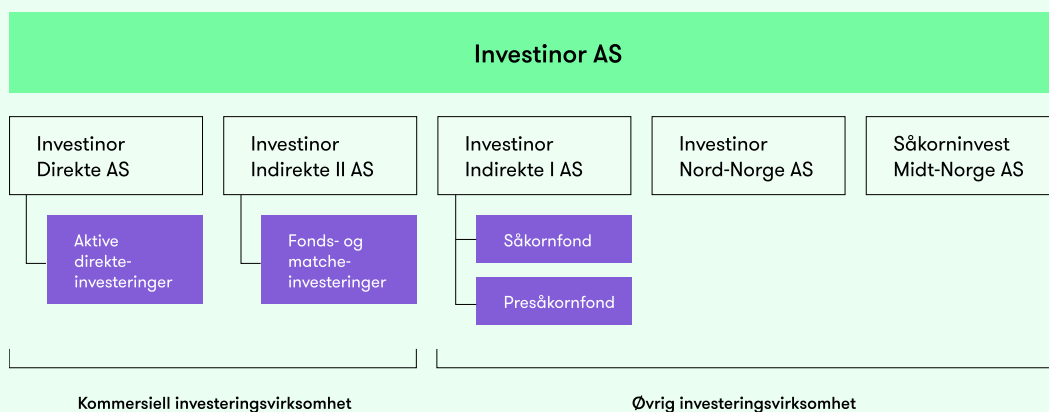 Investinor AS
Investinor
Direkte AS
Investinor
Indirekte II AS
Investinor
Indirekte I AS
Investinor
Nord-Norge AS
Såkorninvest
Midt-Norge AS
Aktive
direkte-
investeringer
Fonds- og
matche-
investeringer
Såkornfond
Presåkornfond
Kommersiell investeringsvirksomhet
Øvrig investeringsvirksomhet